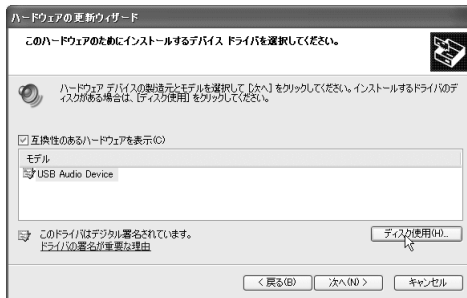 ハードウェアの更新ウィザード
このハードウェアのためにインストールするデバイス ドライバを選択してください。
ハードウェア デバイスの製造元とモデルを選択して [次へ] をクリックしてください。インストールするドライバのデ
ィスクがある場合は、[ディスク使用] をクリックしてください。
互換性のあるハードウェアを表示(C)
モデル
USB Audio Device
このドライバはデジタル署名されています。
ドライバの署名が重要な理由
ディスク使用(H)...
< 戻る(B)
次へ(N) >
キャンセル